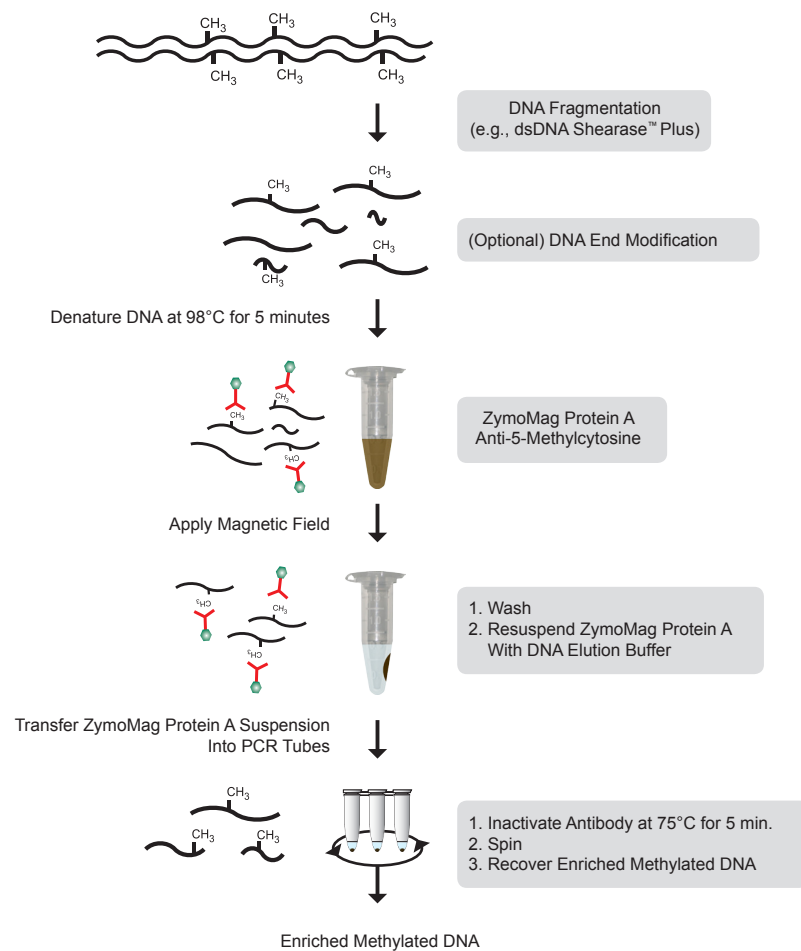 CH3 CH3 CH3
CH3 CH3 CH3
DNA Fragmentation
(e.g., dsDNA Shearase™ Plus)
CH3 CH3
CH3
CH3
(Optional) DNA End Modification
Denature DNA at 98°C for 5 minutes
CH3
CH3
CH3
ZymoMag Protein A
Anti-5-Methylcytosine
Apply Magnetic Field
CH3
CH3
CH3
1. Wash
2. Resuspend ZymoMag Protein A
With DNA Elution Buffer
Transfer ZymoMag Protein A Suspension
Into PCR Tubes
CH3
CH3 CH3
1. Inactivate Antibody at 75°C for 5 min.
2. Spin
3. Recover Enriched Methylated DNA
Enriched Methylated DNA